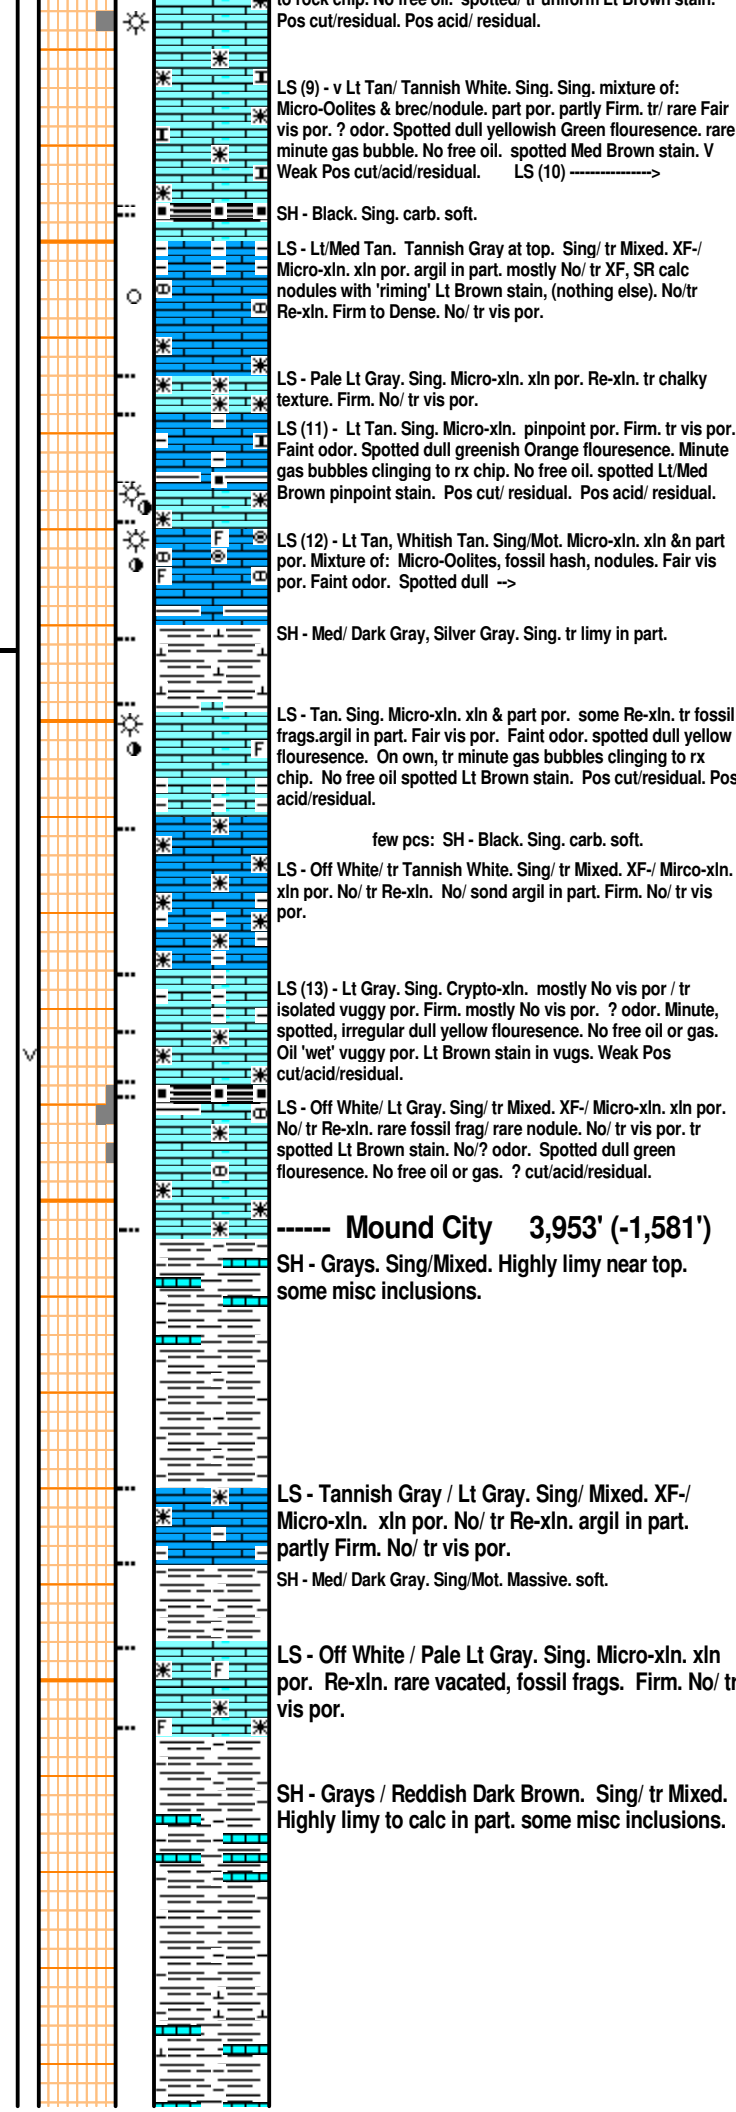 to rock chip. No free oil. spotted/ tr uniform Lt Brown stain.
Pos cut/residual. Pos acid/ residual.
LS (9) - v Lt Tan/ Tannish White. Sing. Sing. mixture of:
Micro-Oolites & brec/nodule. part por. partly Firm. tr/ rare Fair
vis por. ? odor. Spotted dull yellowish Green flouresence. rare
minute gas bubble. No free oil. spotted Med Brown stain. V
Weak Pos cut/acid/residual. LS (10) ---------------->
SH - Black. Sing. carb. soft.
LS - Lt/Med Tan. Tannish Gray at top. Sing/ tr Mixed. XF-/
Micro-xln. xln por. argil in part. mostly No/ tr XF, SR calc
nodules with 'riming' Lt Brown stain, (nothing else). No/tr
Re-xln. Firm to Dense. No/ tr vis por.
LS - Pale Lt Gray. Sing. Micro-xln. xln por. Re-xln. tr chalky
texture. Firm. No/ tr vis por.
LS (11) - Lt Tan. Sing. Micro-xln. pinpoint por. Firm. tr vis por.
Faint odor. Spotted dull greenish Orange flouresence. Minute
gas bubbles clinging to rx chip. No free oil. spotted Lt/Med
Brown pinpoint stain. Pos cut/ residual. Pos acid/ residual.
LS (12) - Lt Tan, Whitish Tan. Sing/Mot. Micro-xln. xln &n part
por. Mixture of: Micro-Oolites, fossil hash, nodules. Fair vis
por. Faint odor. Spotted dull -->
SH - Med/ Dark Gray, Silver Gray. Sing. tr limy in part.
LS - Tan. Sing. Micro-xln. xln & part por. some Re-xln. tr fossil
frags.argil in part. Fair vis por. Faint odor. spotted dull yellow
flouresence. On own, tr minute gas bubbles clinging to rx
chip. No free oil spotted Lt Brown stain. Pos cut/residual. Pos
acid/residual.
few pcs: SH - Black. Sing. carb. soft.
LS - Off White/ tr Tannish White. Sing/ tr Mixed. XF-/ Mirco-xln.
xln por. No/ tr Re-xln. No/ sond argil in part. Firm. No/ tr vis
por.
LS (13) - Lt Gray. Sing. Crypto-xln. mostly No vis por / tr
isolated vuggy por. Firm. mostly No vis por. ? odor. Minute,
spotted, irregular dull yellow flouresence. No free oil or gas.
Oil 'wet' vuggy por. Lt Brown stain in vugs. Weak Pos
cut/acid/residual.
LS - Off White/ Lt Gray. Sing/ tr Mixed. XF-/ Micro-xln. xln por.
No/ tr Re-xln. rare fossil frag/ rare nodule. No/ tr vis por. tr
spotted Lt Brown stain. No/? odor. Spotted dull green
flouresence. No free oil or gas. ? cut/acid/residual.
------ Mound City 3,953' (-1,581')
SH - Grays. Sing/Mixed. Highly limy near top.
some misc inclusions.
LS - Tannish Gray / Lt Gray. Sing/ Mixed. XF-/
Micro-xln. xln por. No/ tr Re-xln. argil in part.
partly Firm. No/ tr vis por.
SH - Med/ Dark Gray. Sing/Mot. Massive. soft.
LS - Off White / Pale Lt Gray. Sing. Micro-xln. xln
por. Re-xln. rare vacated, fossil frags. Firm. No/ tr
vis por.
SH - Grays / Reddish Dark Brown. Sing/ tr Mixed.
Highly limy to calc in part. some misc inclusions.